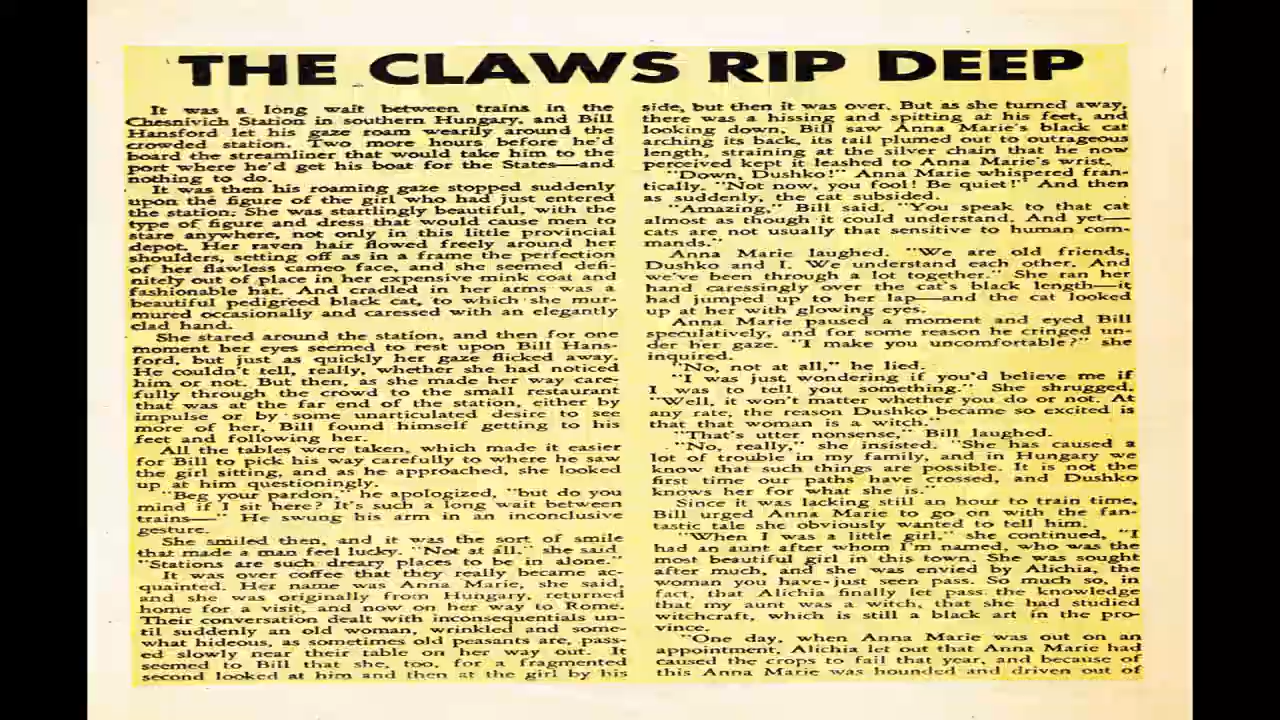 THE CLAWS RIP DEEP
It was a long wait between trains in the
Chesnivich Station in southern Hungary, and Bill
Hansford let his gaze roam wearily around the
crowded station. Two more hours before he'd
board the streamliner that would take him to the
port where he'd get his boat for the States—and
nothing to do.
It was then his roaming gaze stopped suddenly
upon the figure of the girl who had just entered
the station. She was startlingly beautiful, with the
type of figure and dress that would cause men to
stare anywhere, not only in this little provincial
depot. Her raven hair flowed freely around her
shoulders, setting off as in a frame the perfection
of her flawless cameo face, and she seemed defi-
nitely out of place in her expensive mink coat and
fashionable hat. And cradled in her arms was a
beautiful pedigreed black cat, to which she mur-
mured occasionally and caressed with an elegantly
clad hand.
She stared around the station, and then for one
moment her eyes seemed to rest upon Bill Hans-
ford, but just as quickly her gaze flicked away.
He couldn't tell, really, whether she had noticed
him or not. But then, as she made her way care-
fully through the crowd to the small restaurant
that was at the far end of the station, either by
impulse or by some unarticulated desire to see
more of her, Bill found himself getting to his
feet and following her.
All the tables were taken, which made it easier
for Bill to pick his way carefully to where he saw
the girl sitting, and as he approached, she looked
up at him questioningly.
"Beg your pardon," he apologized, "but do you
mind if I sit here? It's such a long wait between
trains—" He swung his arm in an inconclusive
gesture.
She smiled then, and it was the sort of smile
that made a man feel lucky. "Not at all," she said.
"Stations are such dreary places to be in alone."
It was over coffee that they really became ac-
quainted. Her name was Anna Marie, she said,
and she was originally from Hungary, returned
home for a visit, and now on her way to Rome.
Their conversation dealt with inconsequentials un-
til suddenly an old woman, wrinkled and some-
what hideous, as sometimes old peasants are, pass-
ed slowly near their table on her way out. It
seemed to Bill that she, too, for a fragmented
second looked at him and then at the girl by his
side, but then it was over. But as she turned away,
there was a hissing and spitting at his feet, and
looking down, Bill saw Anna Marie's black cat
arching its back, its tail plumed out to outrageous
length, straining at the silver chain that he now
perceived kept it leashed to Anna Marie's wrist.
"Down, Dushko!" Anna Marie whispered fran-
tically. "Not now, you fool! Be quiet!" And then
as suddenly, the cat subsided.
"Amazing," Bill said. "You speak to that cat
almost as though it could understand. And yet—
cats are not usually that sensitive to human com-
mands."
Anna Marie laughed. "We are old friends,
Dushko and I. We understand each other. And
we've been through a lot together." She ran her
hand caressingly over the cat's black length—it
had jumped up to her lap—and the cat looked
up at her with glowing eyes.
Anna Marie paused a moment and eyed Bill
speculatively, and for some reason he cringed un-
der her gaze. "I make you uncomfortable?" she
inquired.
"No, not at all," he lied.
"I was just wondering if you'd believe me if
I was to tell you something." She shrugged.
"Well, it won't matter whether you do or not. At
any rate, the reason Dushko became so excited is
that that woman is a witch."
"That's utter nonsense," Bill laughed.
"No, really," she insisted. "She has caused a
lot of trouble in my family, and in Hungary we
know that such things are possible. It is not the
first time our paths have crossed, and Dushko
knows her for what she is."
Since it was lacking still an hour to train time,
Bill urged Anna Marie to go on with the fan-
tastic tale she obviously wanted to tell him.
"When I was a little girl," she continued, "I
had an aunt after whom I'm named, who was the
most beautiful girl in this town. She was sought
after much, and she was envied by Alichia, the
woman you have just seen pass. So much so, in
fact, that Alichia finally let pass the knowledge
that my aunt was a witch, that she had studied
witchcraft, which is still a black art in the pro-
vince.
"One day, when Anna Marie was out on an
appointment, Alichia let out that Anna Marie had
caused the crops to fail that year, and because of
this Anna Marie was hounded and driven out of